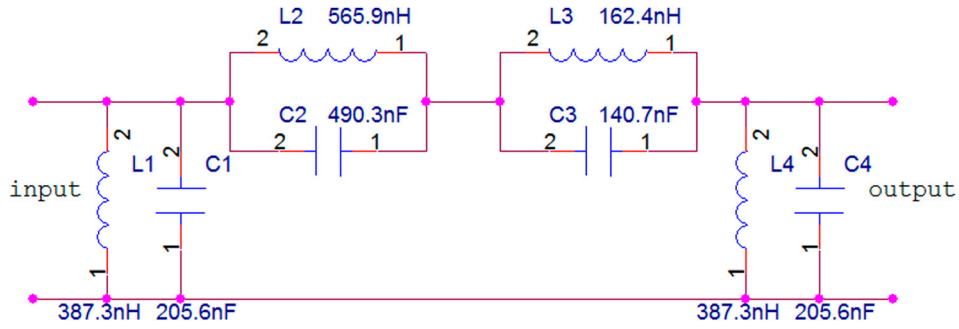 L2 565.9nH
L3 162.4nH
2 1
2 1
C2 490.3nF
C3 140.7nF
2 1
2 1
2 2
2 2
input L1 C1
L4 C4 output
1 1
1 1
387.3nH 205.6nF
387.3nH 205.6nF